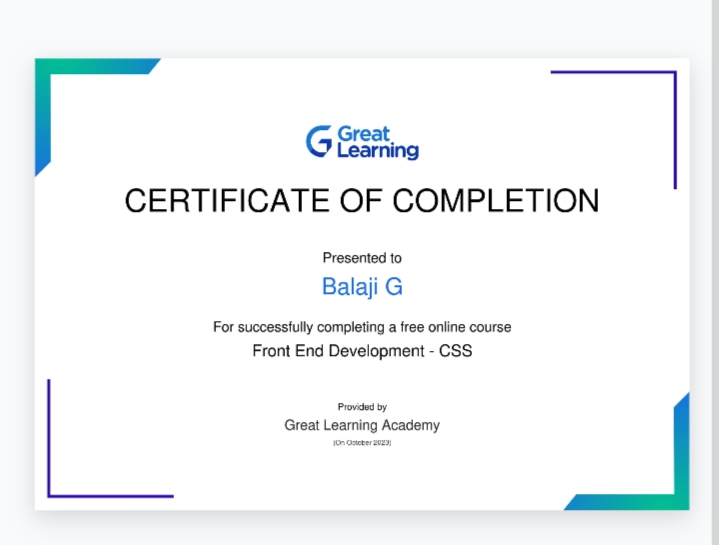 Great
Learning
CERTIFICATE OF COMPLETION
Presented to
Balaji G
For successfully completing a free online course
Front End Development - CSS
Provided by
Great Learning Academy
(On October 2023)